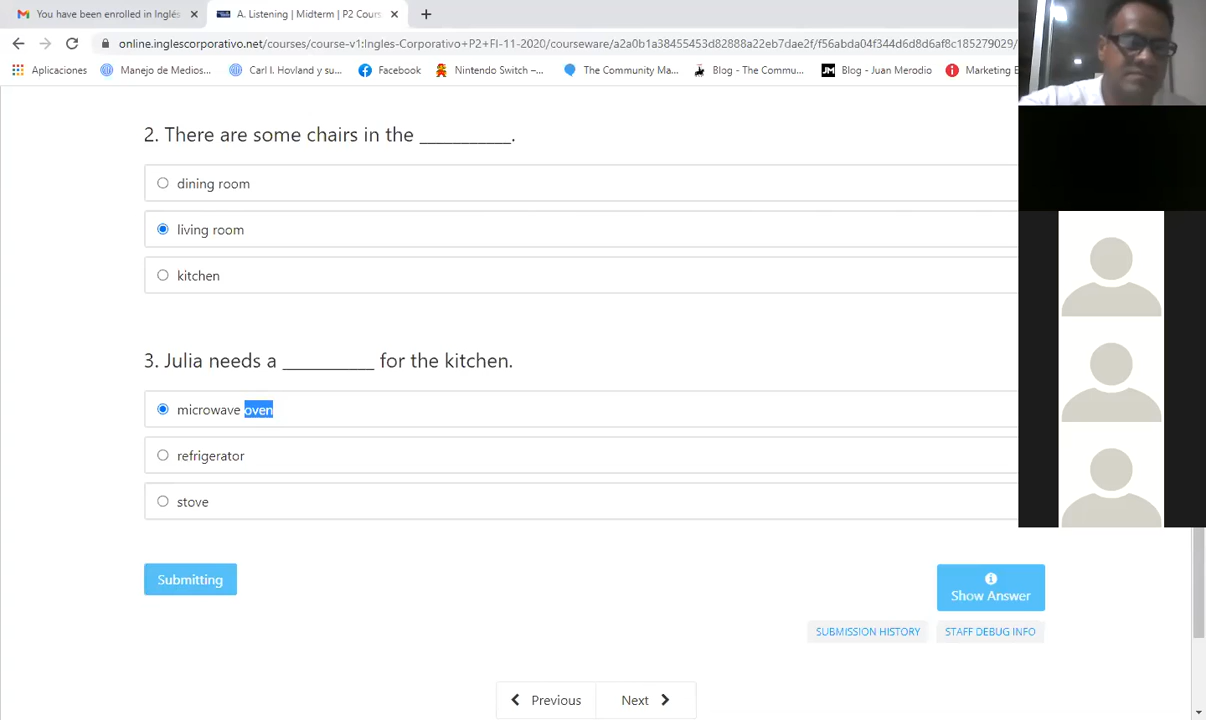 You have been enrolled in Inglés
A. Listening | Midterm | P2 Cours
online.inglescorporativo.net/courses/course-v1:Ingles-Corporativo+P2+FI-11-2020/courseware/a2a0b1a38455453d82888a22eb7dae2f/f56abda04f344d6d8d6af8c185279029/
Aplicaciones
Manejo de Medios...
Carl I. Hovland y su...
Facebook
Nintendo Switch –...
The Community Ma...
Blog - The Commu...
JM
Blog - Juan Merodio
Marketing E
2. There are some chairs in the __________.
dining room
living room
kitchen
3. Julia needs a __________ for the kitchen.
microwave oven
refrigerator
stove
Submitting
Show Answer
SUBMISSION HISTORY
STAFF DEBUG INFO
Previous
Next